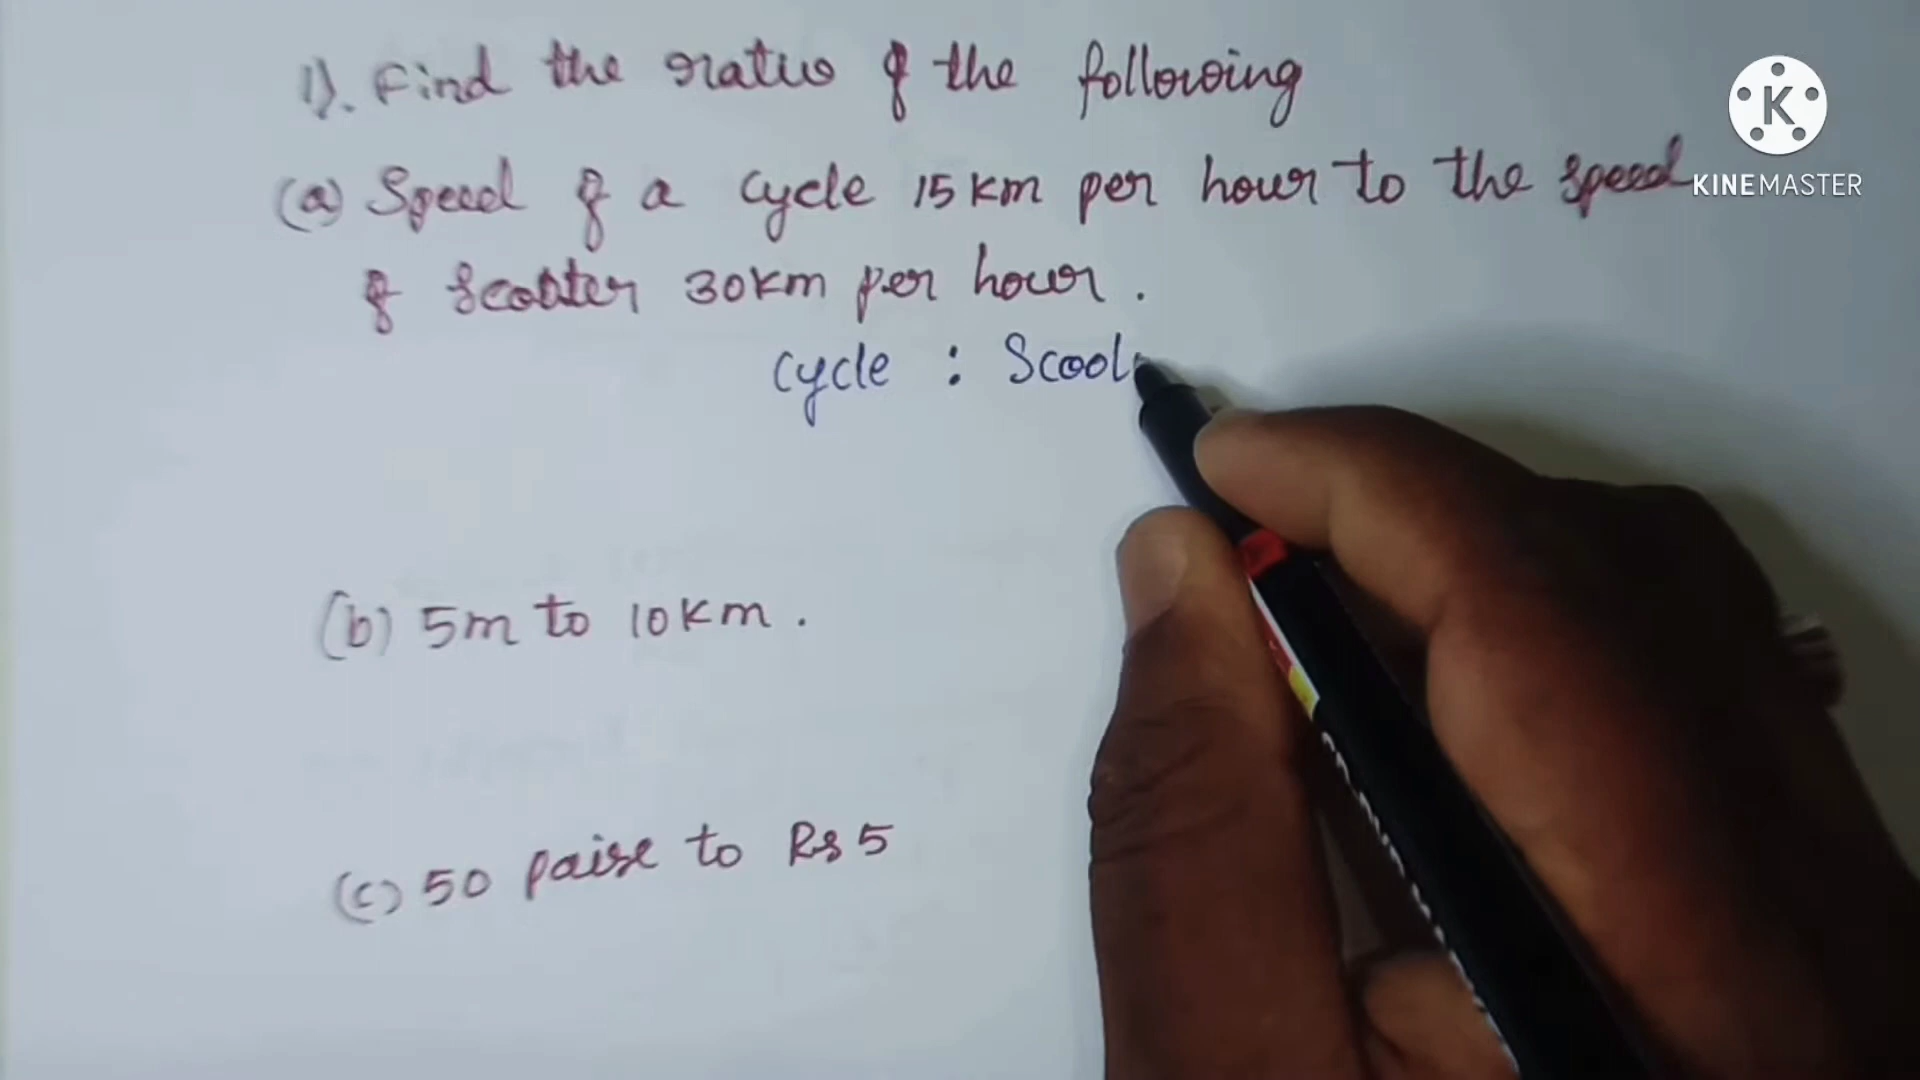 1). Find the ratio of the following
(a) Speed of a cycle 15 km per hour to the speed
of Scooter 30 km per hour.
cycle : Scoot
(b) 5m to 10 km.
(c) 50 paise to Rs 5
K
KINEMASTER